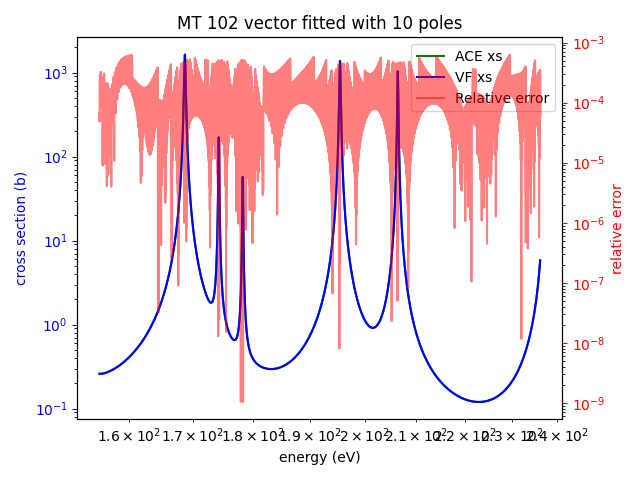 MT 102 vector fitted with 10 poles
ACE xs
VF xs
Relative error
cross section (b)
10³
10²
10¹
10⁰
10⁻¹
relative error
10⁻³
10⁻⁴
10⁻⁵
10⁻⁶
10⁻⁷
10⁻⁸
10⁻⁹
1.6 × 10² 1.7 × 10² 1.8 × 10² 1.9 × 10² 2 × 10² 2.1 × 10² 2.2 × 10² 2.3 × 10² 2.4 × 10²
energy (eV)